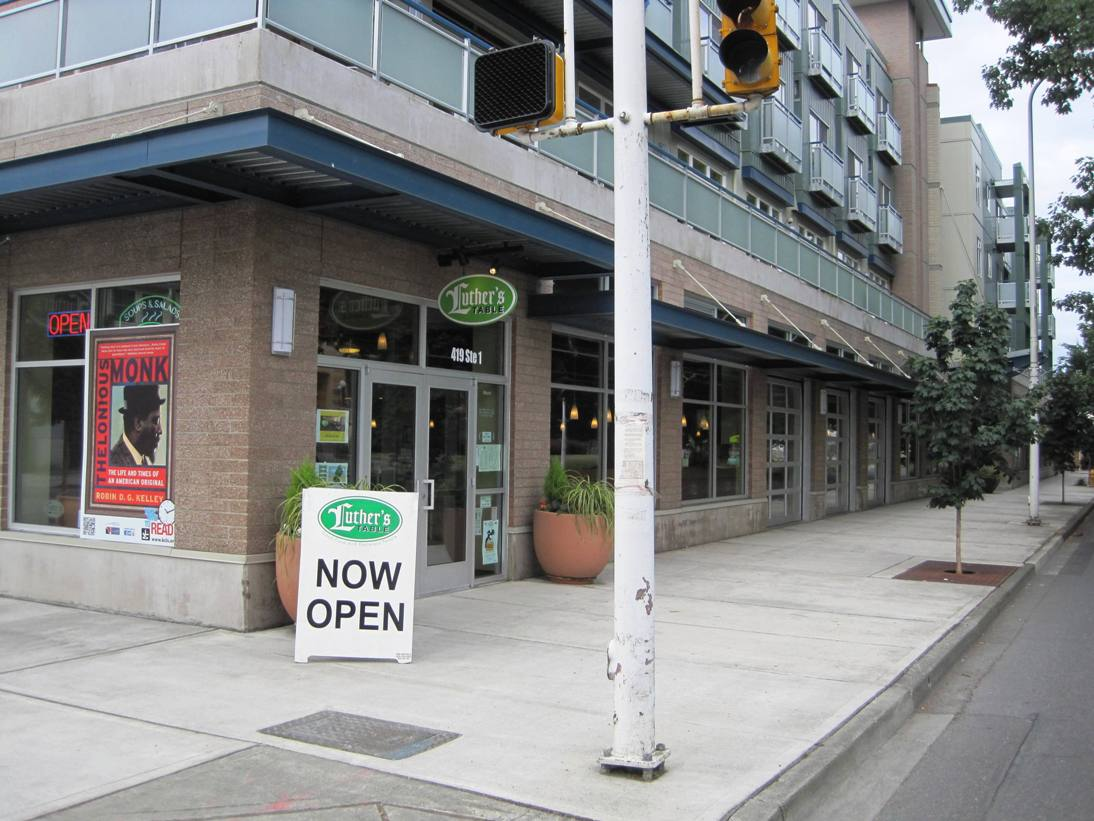 OPEN
SOUPS & SALADS
THELONIOUS
MONK
THE LIFE AND TIMES OF
AN AMERICAN ORIGINAL
ROBIN D. G. KELLEY
READ
Luther's
TABLE
419 Ste 1
Luther's
TABLE
NOW
OPEN